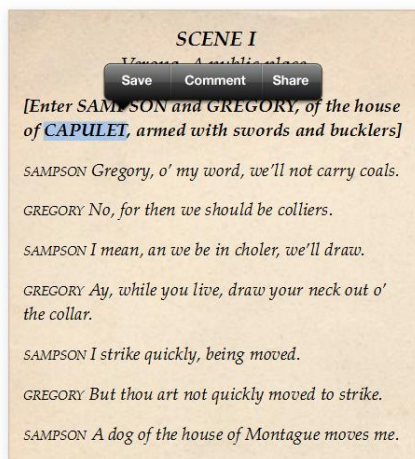 SCENE I
Verona. A public place.
Save Comment Share
[Enter SAMPSON and GREGORY, of the house
of CAPULET, armed with swords and bucklers]
SAMPSON Gregory, o’ my word, we’ll not carry coals.
GREGORY No, for then we should be colliers.
SAMPSON I mean, an we be in choler, we’ll draw.
GREGORY Ay, while you live, draw your neck out o’
the collar.
SAMPSON I strike quickly, being moved.
GREGORY But thou art not quickly moved to strike.
SAMPSON A dog of the house of Montague moves me.